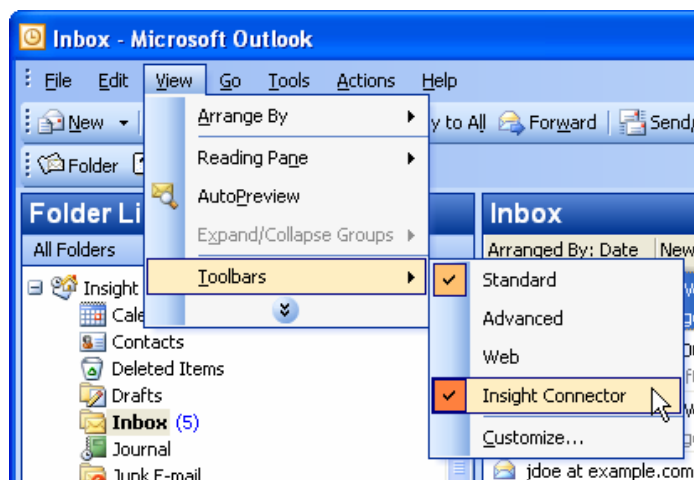 Inbox - Microsoft Outlook
File Edit View Go Tools Actions Help
New y to All Forward Send/
Folder
Arrange By
Reading Pane
AutoPreview
Expand/Collapse Groups
Toolbars
Standard
Advanced
Web
Insight Connector
Customize...
Folder Li
All Folders
Insight
Cale
Contacts
Deleted Items
Drafts
Inbox (5)
Journal
Junk E-mail
Inbox
Arranged By: Date New
jdoe at example.com